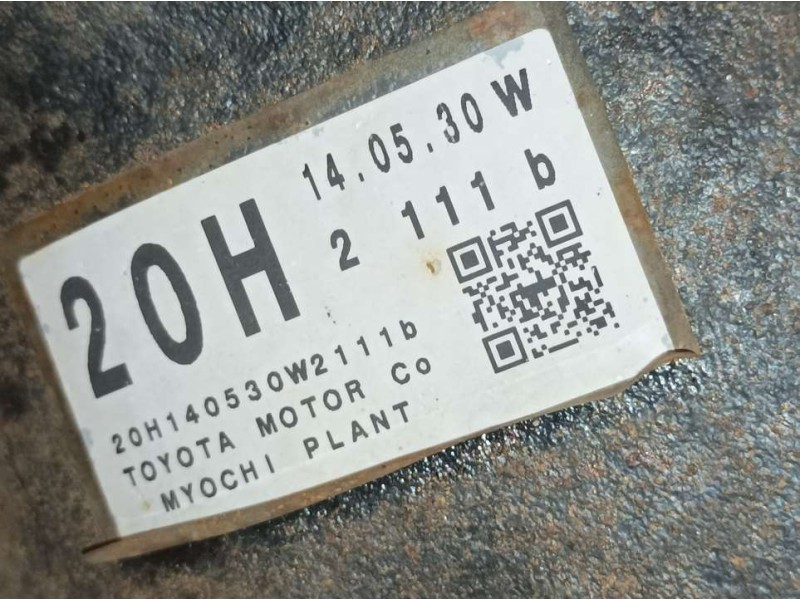 14.05.30 W
20H 2 111 b
20H140530W2111b
TOYOTA MOTOR Co
MYOCHI PLANT